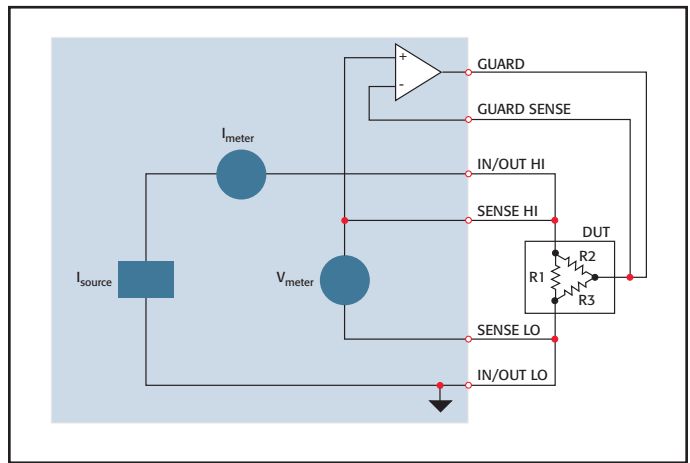 +
GUARD
-
GUARD SENSE
Imeter
IN/OUT HI
SENSE HI
DUT
R2
R1
R3
Isource
Vmeter
SENSE LO
IN/OUT LO